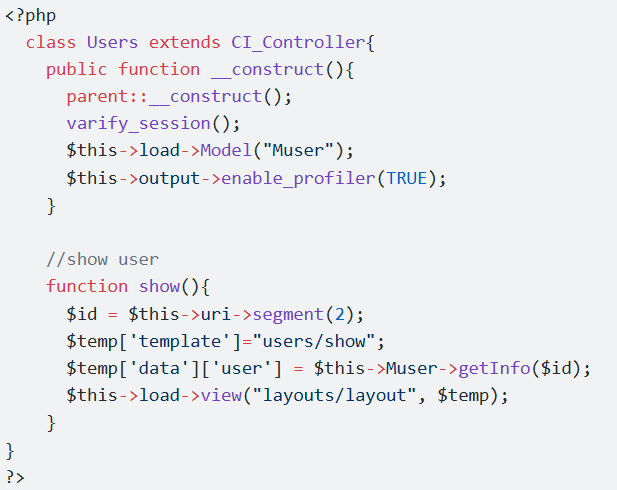 <?php
  class Users extends CI_Controller{
    public function __construct(){
      parent::__construct();
      varify_session();
      $this->load->Model("Muser");
      $this->output->enable_profiler(TRUE);
    }

    //show user
    function show(){
      $id = $this->uri->segment(2);
      $temp['template']="users/show";
      $temp['data']['user'] = $this->Muser->getInfo($id);
      $this->load->view("layouts/layout", $temp);
    }
}
?>